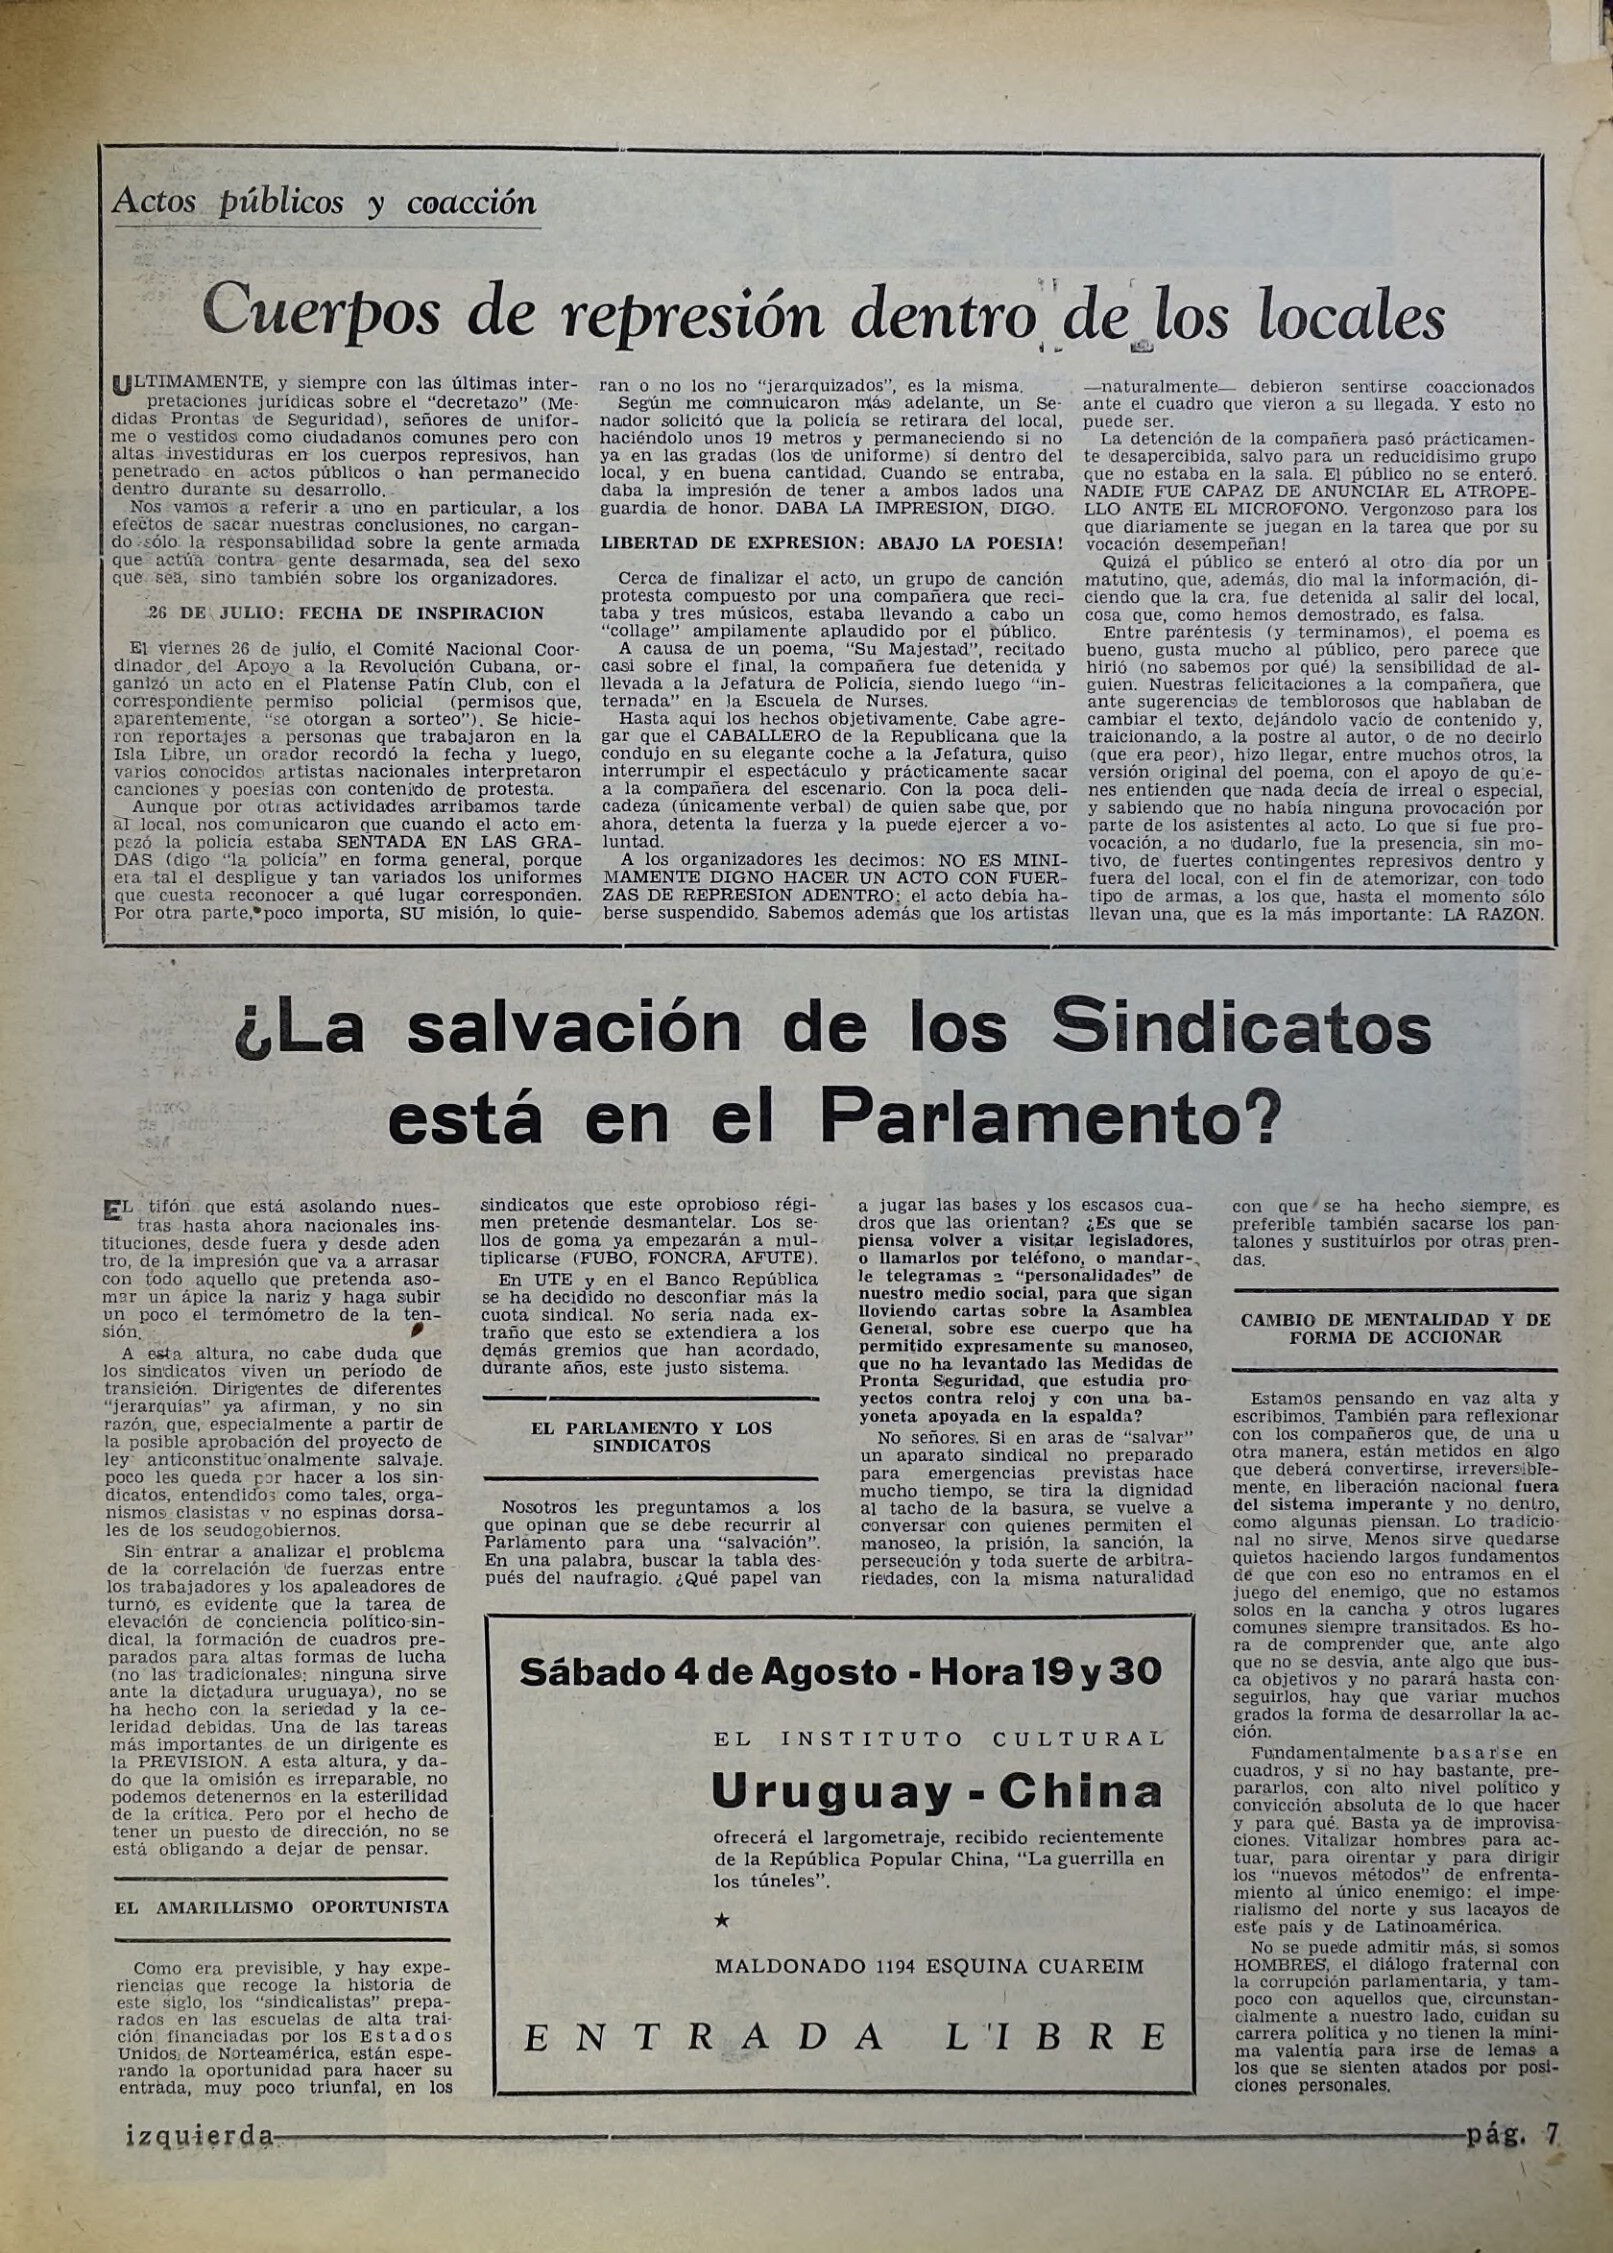 Actos públicos y coacción
Cuerpos de represión dentro de los locales
ULTIMAMENTE, y siempre con las últimas inter-
pretaciones jurídicas sobre el "decretazo" (Me-
didas Prontas de Seguridad), señores de unifor-
me o vestidos como ciudadanos comunes pero con
altas investiduras en los cuerpos represivos, han
penetrado en actos públicos o han permanecido
dentro durante su desarrollo.
Nos vamos a referir a uno en particular, a los
efectos de sacar nuestras conclusiones, no cargan-
do sólo la responsabilidad sobre la gente armada
que actúa contra gente desarmada, sea del sexo
que sea, sino también sobre los organizadores.
26 DE JULIO: FECHA DE INSPIRACION
El viernes 26 de julio, el Comité Nacional Coor-
dinador del Apoyo a la Revolución Cubana, or-
ganizó un acto en el Platense Patín Club, con el
correspondiente permiso policial (permisos que,
aparentemente, "se otorgan a sorteo"). Se hicie-
ron reportajes a personas que trabajaron en la
Isla Libre, un orador recordó la fecha y luego,
varios conocidos artistas nacionales interpretaron
canciones y poesías con contenido de protesta.
Aunque por otras actividades arribamos tarde
al local, nos comunicaron que cuando el acto em-
pezó la policía estaba SENTADA EN LAS GRA-
DAS (digo "la policía" en forma general, porque
era tal el despligue y tan variados los uniformes
que cuesta reconocer a qué lugar corresponden.
Por otra parte, poco importa, SU misión, lo quie-
ran o no los no "jerarquizados", es la misma.
Según me comnuicaron más adelante, un Se-
nador solicitó que la policía se retirara del local,
haciéndolo unos 19 metros y permaneciendo si no
ya en las gradas (los de uniforme) sí dentro del
local, y en buena cantidad. Cuando se entraba,
daba la impresión de tener a ambos lados una
guardia de honor. DABA LA IMPRESION, DIGO.
LIBERTAD DE EXPRESION: ABAJO LA POESIA!
Cerca de finalizar el acto, un grupo de canción
protesta compuesto por una compañera que reci-
taba y tres músicos, estaba llevando a cabo un
"collage" ampilamente aplaudido por el público.
A causa de un poema, "Su Majestad", recitado
casi sobre el final, la compañera fue detenida y
llevada a la Jefatura de Policía, siendo luego "in-
ternada" en la Escuela de Nurses.
Hasta aquí los hechos objetivamente. Cabe agre-
gar que el CABALLERO de la Republicana que la
condujo en su elegante coche a la Jefatura, quiso
interrumpir el espectáculo y prácticamente sacar
a la compañera del escenario. Con la poca deli-
cadeza (únicamente verbal) de quien sabe que, por
ahora, detenta la fuerza y la puede ejercer a vo-
luntad.
A los organizadores les decimos: NO ES MINI-
MAMENTE DIGNO HACER UN ACTO CON FUER-
ZAS DE REPRESION ADENTRO; el acto debía ha-
berse suspendido. Sabemos además que los artistas
—naturalmente— debieron sentirse coaccionados
ante el cuadro que vieron a su llegada. Y esto no
puede ser.
La detención de la compañera pasó prácticamen-
te desapercibida, salvo para un reducidísimo grupo
que no estaba en la sala. El público no se enteró.
NADIE FUE CAPAZ DE ANUNCIAR EL ATROPE-
LLO ANTE EL MICROFONO. Vergonzoso para los
que diariamente se juegan en la tarea que por su
vocación desempeñan!
Quizá el público se enteró al otro día por un
matutino, que, además, dio mal la información, di-
ciendo que la cra. fue detenida al salir del local,
cosa que, como hemos demostrado, es falsa.
Entre paréntesis (y terminamos), el poema es
bueno, gusta mucho al público, pero parece que
hirió (no sabemos por qué) la sensibilidad de al-
guien. Nuestras felicitaciones a la compañera, que
ante sugerencias de temblorosos que hablaban de
cambiar el texto, dejándolo vacío de contenido y,
traicionando, a la postre al autor, o de no decirlo
(que era peor), hizo llegar, entre muchos otros, la
versión original del poema, con el apoyo de quie-
nes entienden que nada decía de irreal o especial,
y sabiendo que no había ninguna provocación por
parte de los asistentes al acto. Lo que sí fue pro-
vocación, a no dudarlo, fue la presencia, sin mo-
tivo, de fuertes contingentes represivos dentro y
fuera del local, con el fin de atemorizar, con todo
tipo de armas, a los que, hasta el momento sólo
llevan una, que es la más importante: LA RAZON.
¿La salvación de los Sindicatos
está en el Parlamento?
EL tifón que está asolando nues-
tras hasta ahora nacionales ins-
tituciones, desde fuera y desde aden
tro, de la impresión que va a arrasar
con todo aquello que pretenda aso-
mar un ápice la nariz y haga subir
un poco el termómetro de la ten-
sión.
A esta altura, no cabe duda que
los sindicatos viven un período de
transición. Dirigentes de diferentes
"jerarquías" ya afirman, y no sin
razón, que, especialmente a partir de
la posible aprobación del proyecto de
ley anticonstitucionalmente salvaje.
poco les queda por hacer a los sin-
dicatos, entendidos como tales, orga-
nismos clasistas y no espinas dorsa-
les de los seudogobiernos.
Sin entrar a analizar el problema
de la correlación de fuerzas entre
los trabajadores y los apaleadores de
turno, es evidente que la tarea de
elevación de conciencia político-sin-
dical, la formación de cuadros pre-
parados para altas formas de lucha
(no las tradicionales: ninguna sirve
ante la dictadura uruguaya), no se
ha hecho con la seriedad y la ce-
leridad debidas. Una de las tareas
más importantes de un dirigente es
la PREVISION. A esta altura, y da-
do que la omisión es irreparable, no
podemos detenernos en la esterilidad
de la crítica. Pero por el hecho de
tener un puesto de dirección, no se
está obligando a dejar de pensar.
EL AMARILLISMO OPORTUNISTA
Como era previsible, y hay expe-
riencias que recoge la historia de
este siglo, los "sindicalistas" prepa-
rados en las escuelas de alta trai-
ción financiadas por los Estados
Unidos de Norteamérica, están espe-
rando la oportunidad para hacer su
entrada, muy poco triunfal, en los
sindicatos que este oprobioso régi-
men pretende desmantelar. Los se-
llos de goma ya empezarán a mul-
tiplicarse (FUBO, FONCRA, AFUTE).
En UTE y en el Banco República
se ha decidido no desconfiar más la
cuota sindical. No sería nada ex-
traño que esto se extendiera a los
demás gremios que han acordado,
durante años, este justo sistema.
EL PARLAMENTO Y LOS
SINDICATOS
Nosotros les preguntamos a los
que opinan que se debe recurrir al
Parlamento para una "salvación".
En una palabra, buscar la tabla des-
pués del naufragio. ¿Qué papel van
a jugar las bases y los escasos cua-
dros que las orientan? ¿Es que se
piensa volver a visitar legisladores,
o llamarlos por teléfono, o mandar-
le telegramas a "personalidades" de
nuestro medio social, para que sigan
lloviendo cartas sobre la Asamblea
General, sobre ese cuerpo que ha
permitido expresamente su manoseo,
que no ha levantado las Medidas de
Pronta Seguridad, que estudia pro-
yectos contra reloj y con una ba-
yoneta apoyada en la espalda?
No señores. Si en aras de "salvar"
un aparato sindical no preparado
para emergencias previstas hace
mucho tiempo, se tira la dignidad
al tacho de la basura, se vuelve a
conversar con quienes permiten el
manoseo, la prisión, la sanción, la
persecución y toda suerte de arbitra-
riedades, con la misma naturalidad
con que se ha hecho siempre, es
preferible también sacarse los pan-
talones y sustituírlos por otras pren-
das.
CAMBIO DE MENTALIDAD Y DE
FORMA DE ACCIONAR
Estamos pensando en vaz alta y
escribimos. También para reflexionar
con los compañeros que, de una u
otra manera, están metidos en algo
que deberá convertirse, irreversible-
mente, en liberación nacional fuera
del sistema imperante y no dentro,
como algunas piensan. Lo tradicio-
nal no sirve. Menos sirve quedarse
quietos haciendo largos fundamentos
de que con eso no entramos en el
juego del enemigo, que no estamos
solos en la cancha y otros lugares
comunes siempre transitados. Es ho-
ra de comprender que, ante algo
que no se desvía, ante algo que bus-
ca objetivos y no parará hasta con-
seguirlos, hay que variar muchos
grados la forma de desarrollar la ac-
ción.
Fundamentalmente basarse en
cuadros, y si no hay bastante, pre-
pararlos, con alto nivel político y
convicción absoluta de lo que hacer
y para qué. Basta ya de improvisa-
ciones. Vitalizar hombres para ac-
tuar, para oirentar y para dirigir
los "nuevos métodos" de enfrenta-
miento al único enemigo: el impe-
rialismo del norte y sus lacayos de
este país y de Latinoamérica.
No se puede admitir más, si somos
HOMBRES, el diálogo fraternal con
la corrupción parlamentaria, y tam-
poco con aquellos que, circunstan-
cialmente a nuestro lado, cuidan su
carrera política y no tienen la míni-
ma valentía para irse de lemas a
los que se sienten atados por posi-
ciones personales.
Sábado 4 de Agosto - Hora 19 y 30
EL INSTITUTO CULTURAL
Uruguay - China
ofrecerá el largometraje, recibido recientemente
de la República Popular China, "La guerrilla en
los túneles".
★
MALDONADO 1194 ESQUINA CUAREIM
ENTRADA LIBRE
izquierda pág. 7